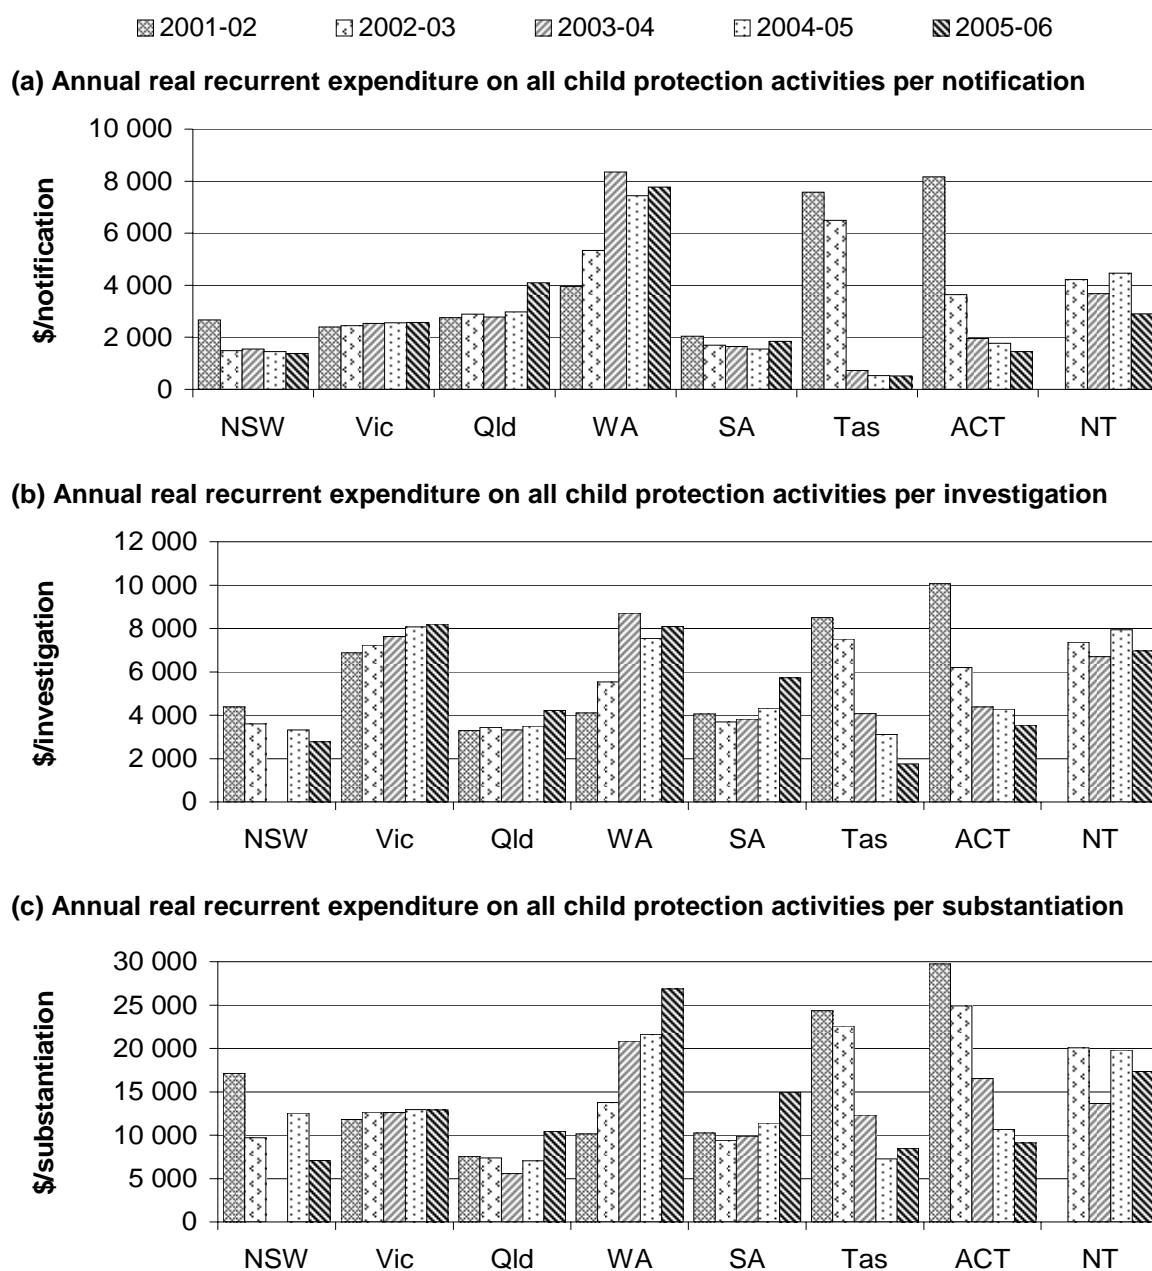 2001-02 2002-03 2003-04 2004-05 2005-06
(a) Annual real recurrent expenditure on all child protection activities per notification
$/notification
10 000
8 000
6 000
4 000
2 000
0
NSW Vic Qld WA SA Tas ACT NT
(b) Annual real recurrent expenditure on all child protection activities per investigation
$/investigation
12 000
10 000
8 000
6 000
4 000
2 000
0
NSW Vic Qld WA SA Tas ACT NT
(c) Annual real recurrent expenditure on all child protection activities per substantiation
$/substantiation
30 000
25 000
20 000
15 000
10 000
5 000
0
NSW Vic Qld WA SA Tas ACT NT